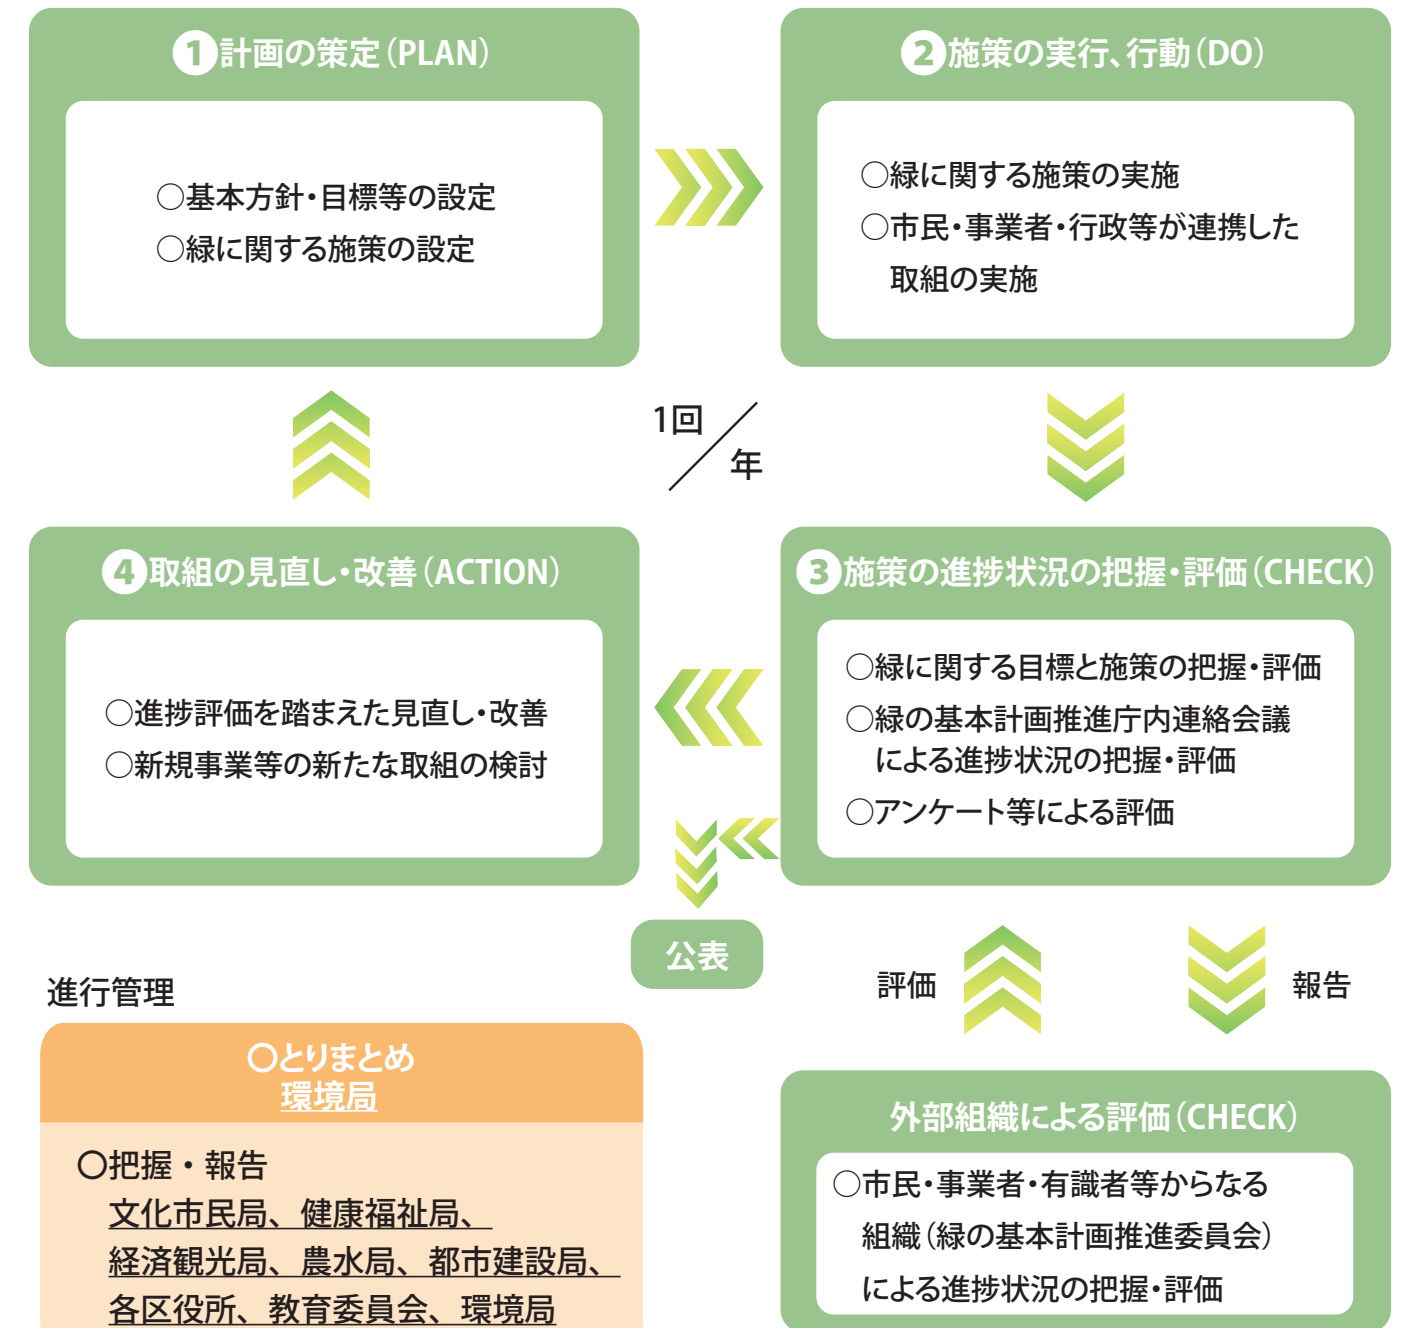 ❶計画の策定（PLAN）
○基本方針・目標等の設定
○緑に関する施策の設定
❷施策の実行、行動（DO）
○緑に関する施策の実施
○市民・事業者・行政等が連携した
取組の実施
1回
年
❹取組の見直し・改善（ACTION）
○進捗評価を踏まえた見直し・改善
○新規事業等の新たな取組の検討
❸施策の進捗状況の把握・評価（CHECK）
○緑に関する目標と施策の把握・評価
○緑の基本計画推進庁内連絡会議
による進捗状況の把握・評価
○アンケート等による評価
公表
評価
報告
進行管理
○とりまとめ
環境局
○把握・報告
文化市民局、健康福祉局、
経済観光局、農水局、都市建設局、
各区役所、教育委員会、環境局
外部組織による評価（CHECK）
○市民・事業者・有識者等からなる
組織（緑の基本計画推進委員会）
による進捗状況の把握・評価